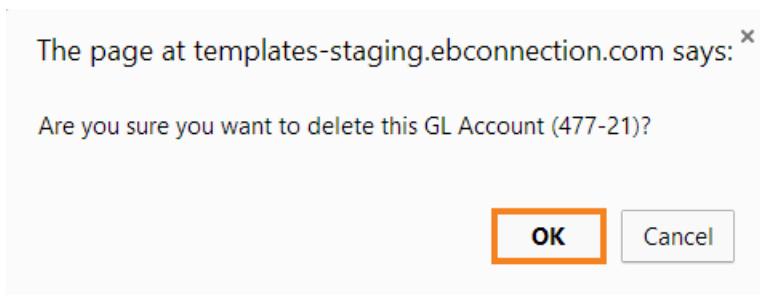 The page at templates-staging.ebconnection.com says:
Are you sure you want to delete this GL Account (477-21)?
OK Cancel